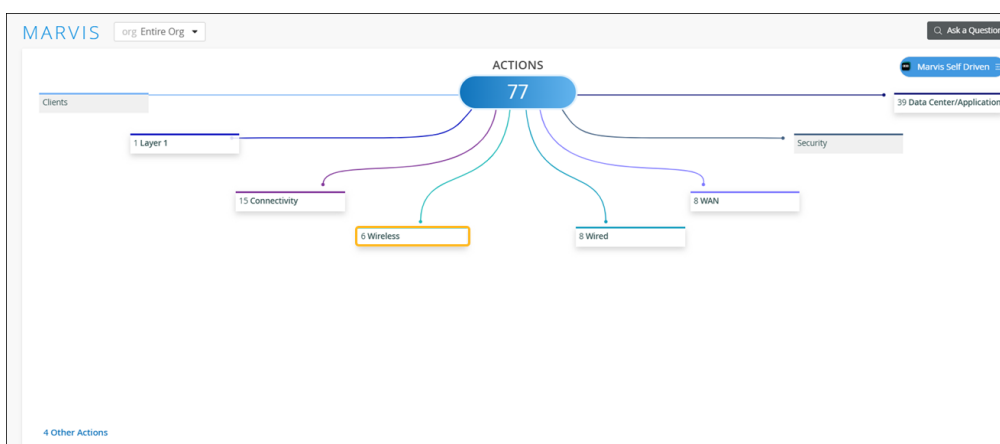 MARVIS
org Entire Org
Ask a Question
ACTIONS
77
Marvis Self Driven
Clients
39 Data Center/Application
1 Layer 1
Security
15 Connectivity
8 WAN
6 Wireless
8 Wired
4 Other Actions